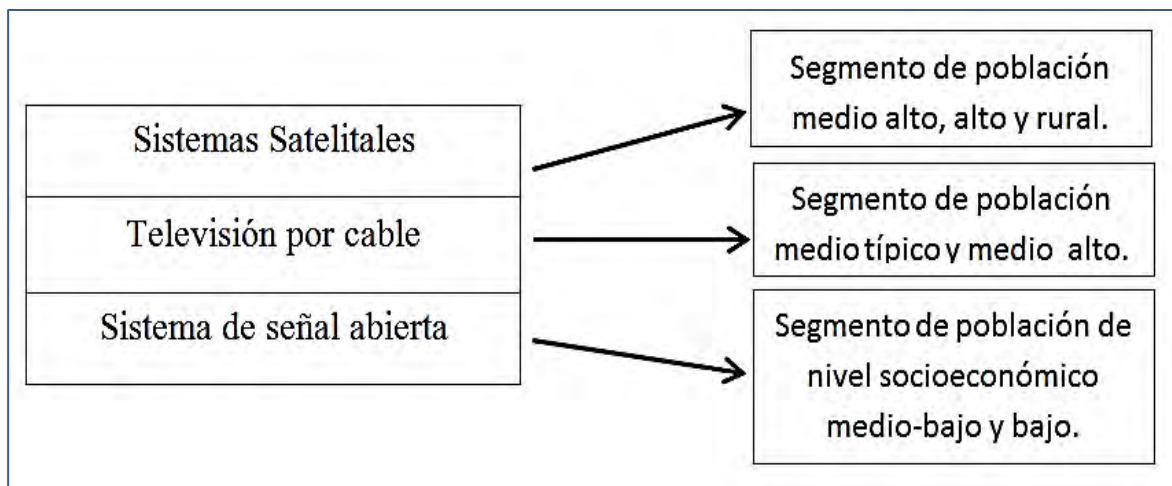 Sistemas Satelitales
Televisión por cable
Sistema de señal abierta
Segmento de población
medio alto, alto y rural.
Segmento de población
medio típico y medio alto.
Segmento de población de
nivel socioeconómico
medio-bajo y bajo.